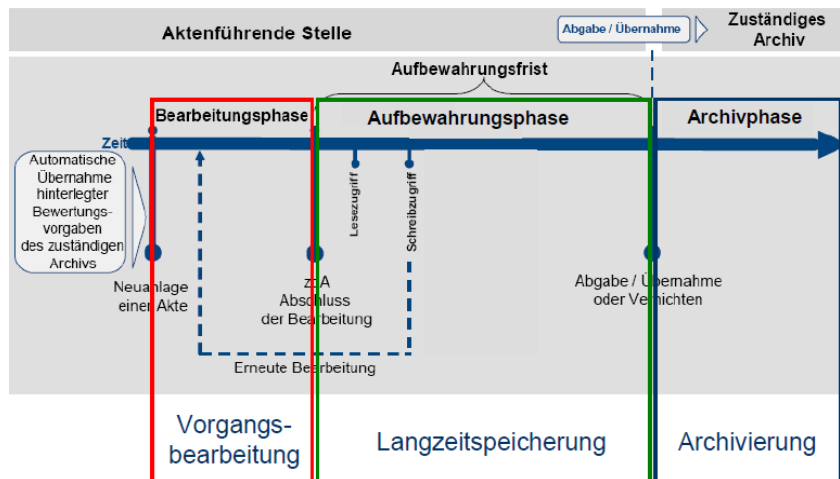 Aktenführende Stelle
Abgabe / Übernahme
Zuständiges
Archiv
Aufbewahrungsfrist
Bearbeitungsphase
Aufbewahrungsphase
Archivphase
Zeit
Automatische
Übernahme
hinterlegter
Bewertungs-
vorgaben
des zuständigen
Archivs
Lesezugriff
Schreibzugriff
Neuanlage
einer Akte
zdA
Abschluss
der Bearbeitung
Abgabe / Übernahme
oder Vernichten
Erneute Bearbeitung
Vorgangs-
bearbeitung
Langzeitspeicherung
Archivierung